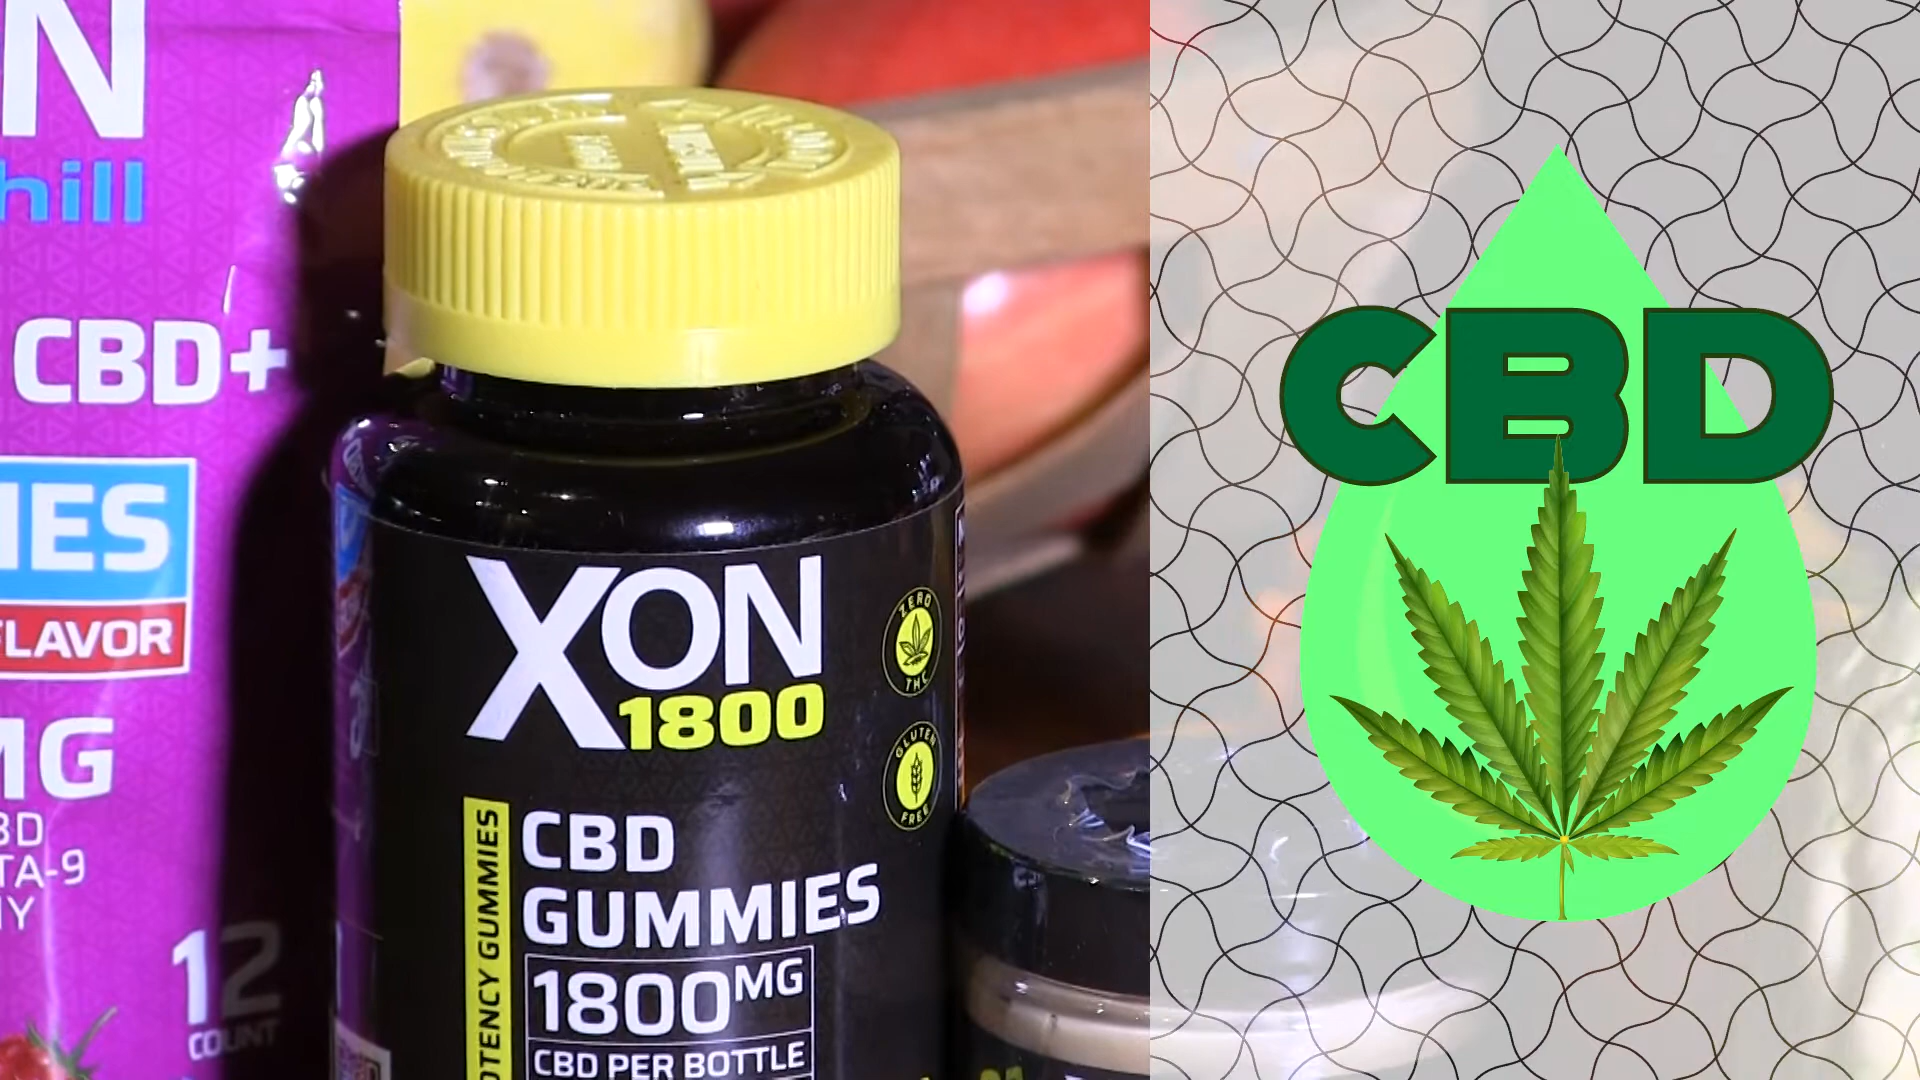 N
hill
CBD+
IES
FLAVOR
MG
BD
TA-9
Y
12
COUNT
XON
1800
ZERO
THC
GLUTEN
FREE
OTENCY GUMMIES
CBD
GUMMIES
1800MG
CBD PER BOTTLE
CBD